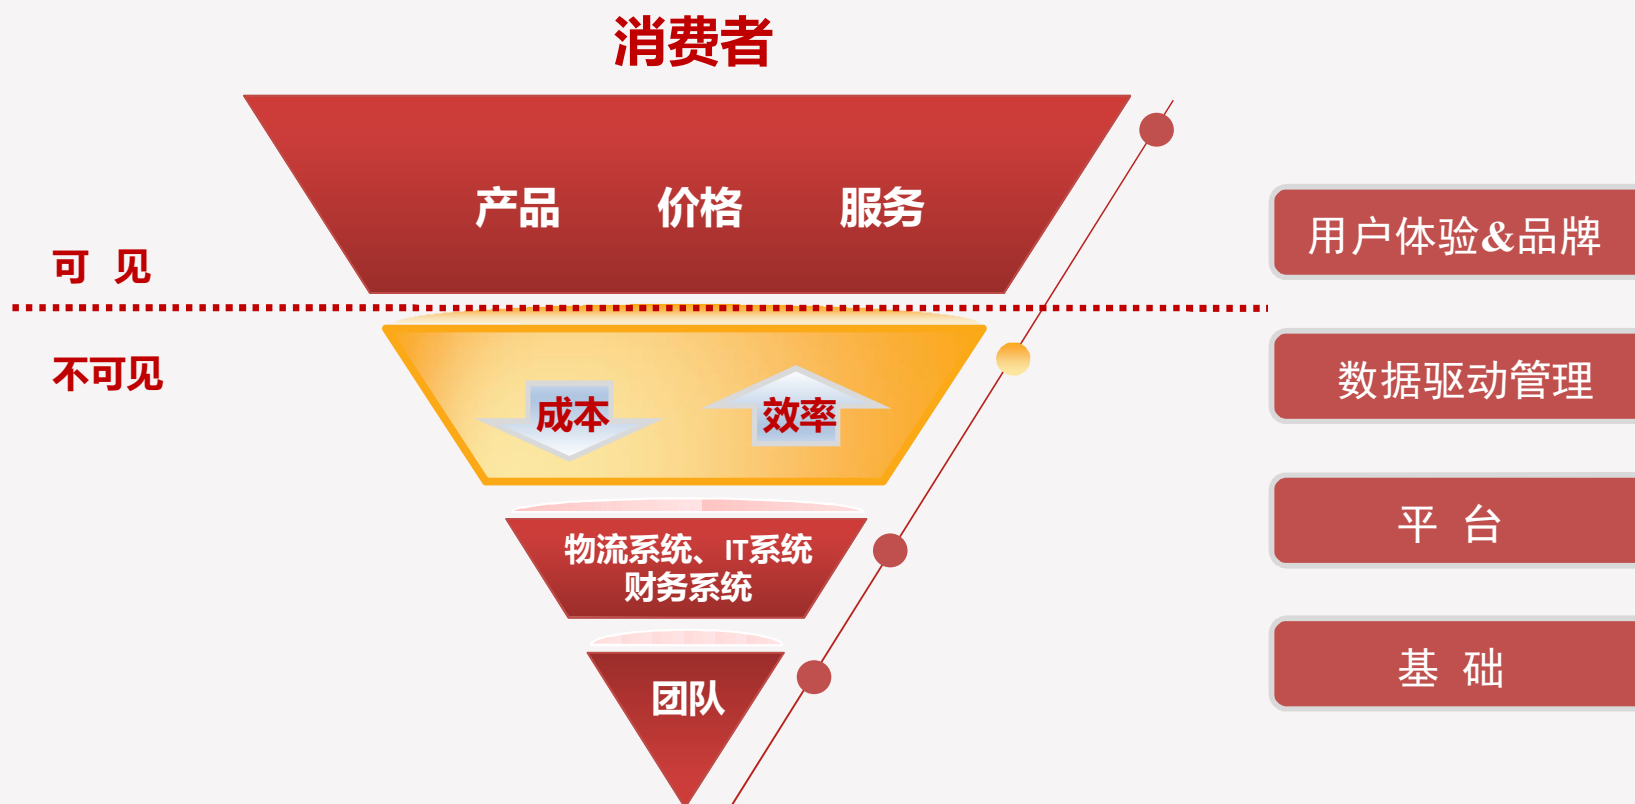 消费者
产品 价格 服务
可 见
不可见
成本 效率
物流系统、IT系统
财务系统
团队
用户体验&品牌
数据驱动管理
平 台
基 础